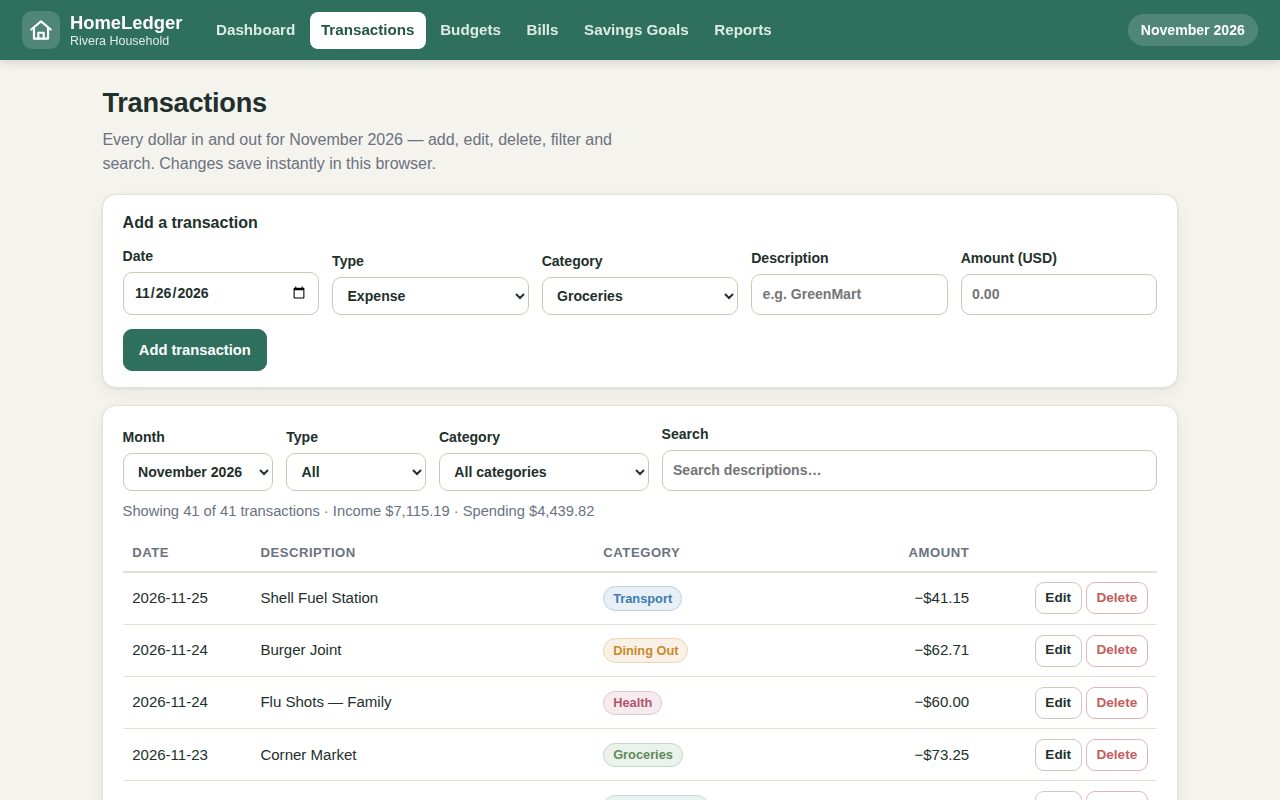 HomeLedger
Rivera Household
Dashboard
Transactions
Budgets
Bills
Savings Goals
Reports
November 2026
Transactions
Every dollar in and out for November 2026 — add, edit, delete, filter and
search. Changes save instantly in this browser.
Add a transaction
Date
Type
Category
Description
Amount (USD)
11/26/2026
Expense
Groceries
e.g. GreenMart
0.00
Add transaction
Month
Type
Category
Search
November 2026
All
All categories
Search descriptions…
Showing 41 of 41 transactions · Income $7,115.19 · Spending $4,439.82
DATE DESCRIPTION CATEGORY AMOUNT
2026-11-25 Shell Fuel Station Transport −$41.15 Edit Delete
2026-11-24 Burger Joint Dining Out −$62.71 Edit Delete
2026-11-24 Flu Shots — Family Health −$60.00 Edit Delete
2026-11-23 Corner Market Groceries −$73.25 Edit Delete